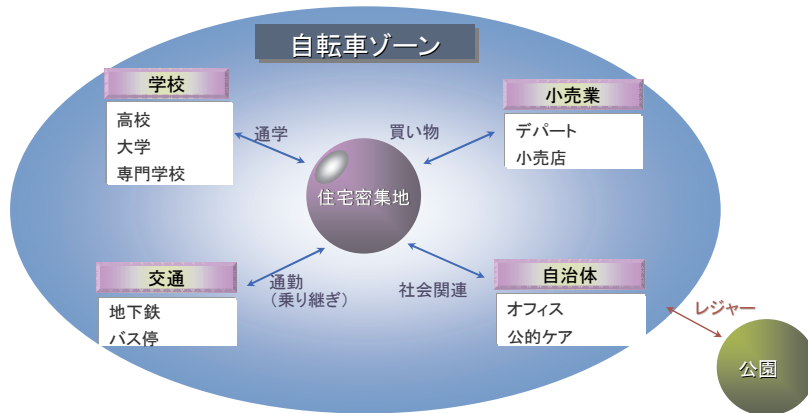 自転車ゾーン
学校
高校
大学
専門学校
通学
買い物
小売業
デパート
小売店
住宅密集地
交通
地下鉄
バス停
通勤
(乗り継ぎ)
社会関連
自治体
オフィス
公的ケア
レジャー
公園